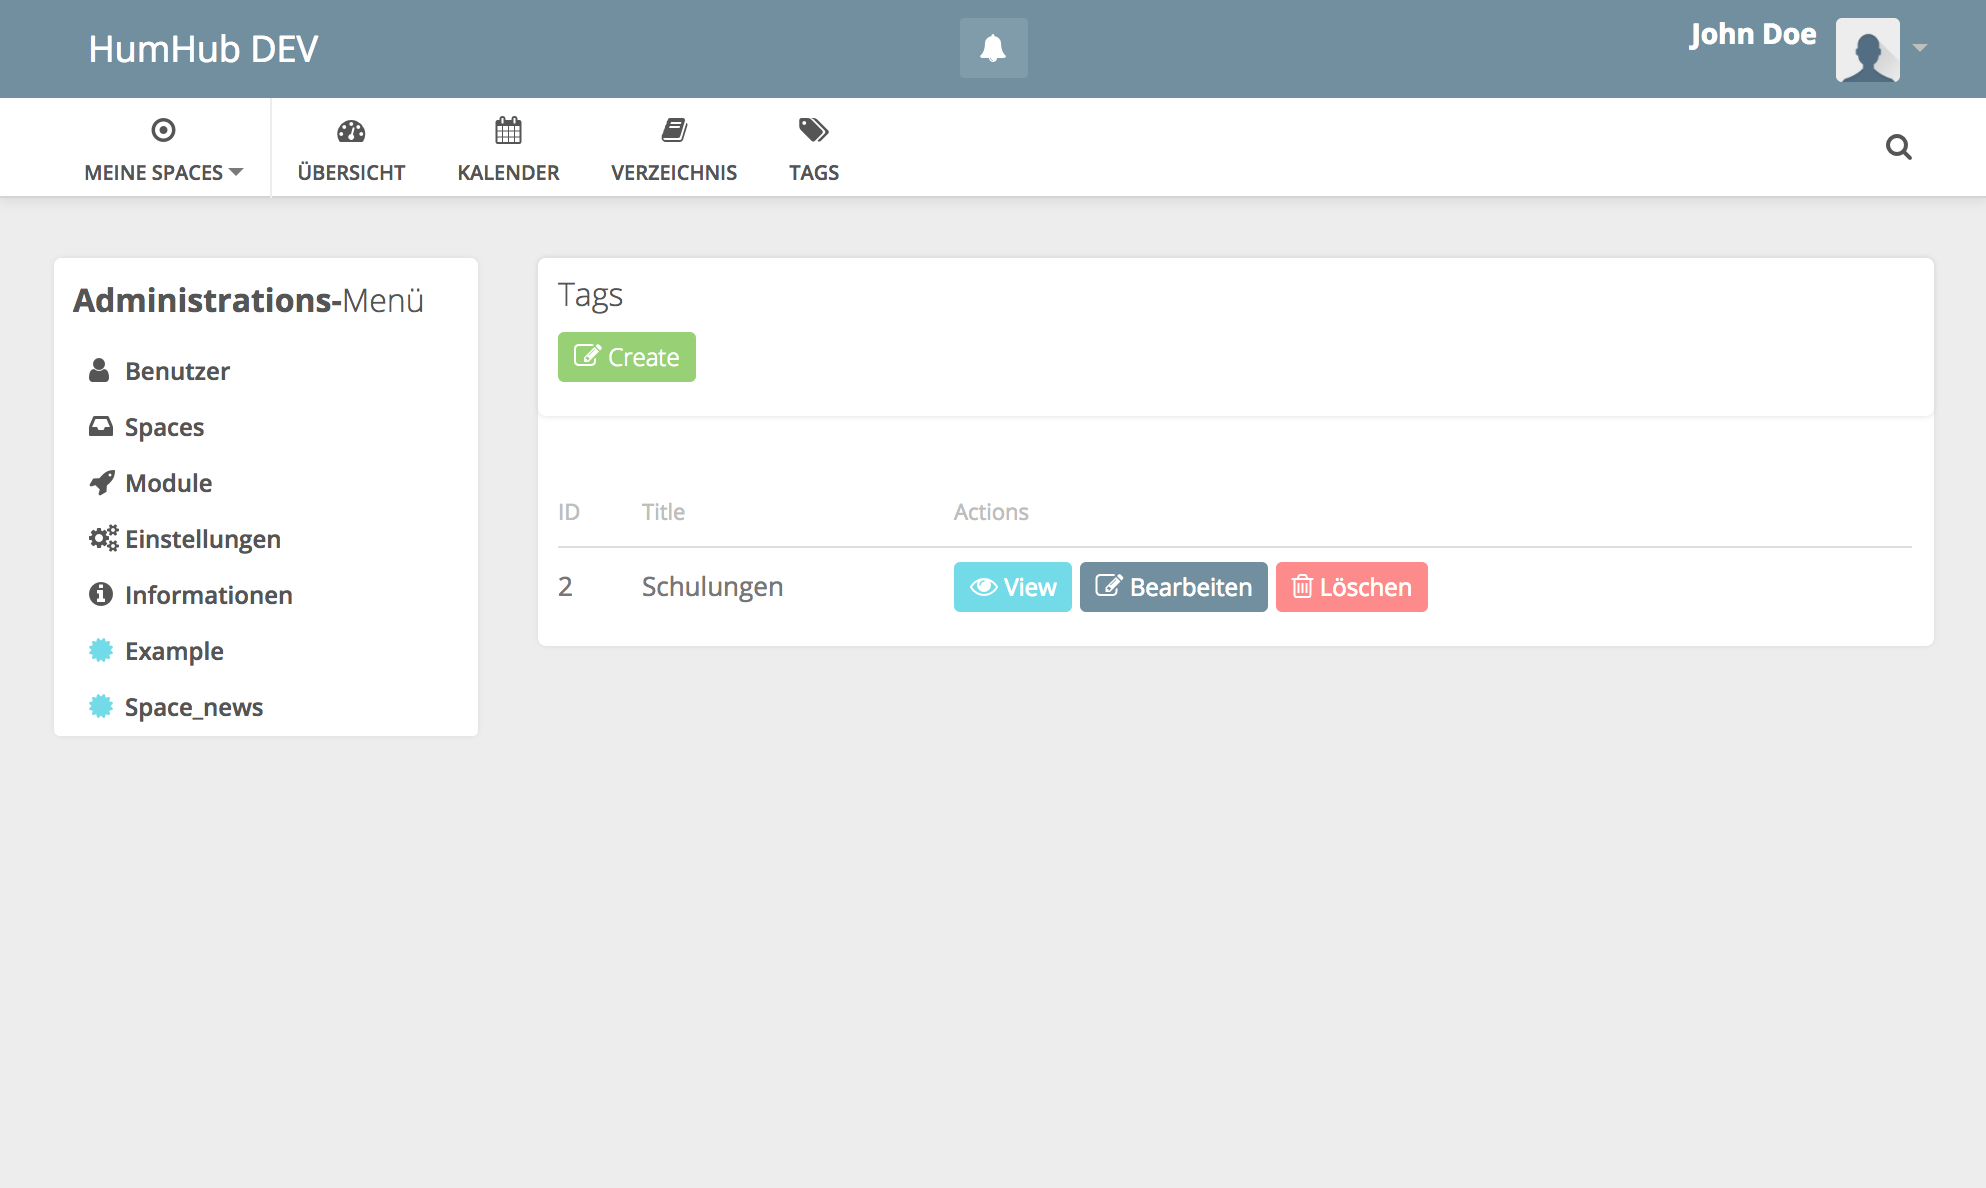 HumHub DEV
John Doe
MEINE SPACES
ÜBERSICHT
KALENDER
VERZEICHNIS
TAGS
Administrations-Menü
Benutzer
Spaces
Module
Einstellungen
Informationen
Example
Space_news
Tags
Create
ID Title Actions
2 Schulungen View Bearbeiten Löschen